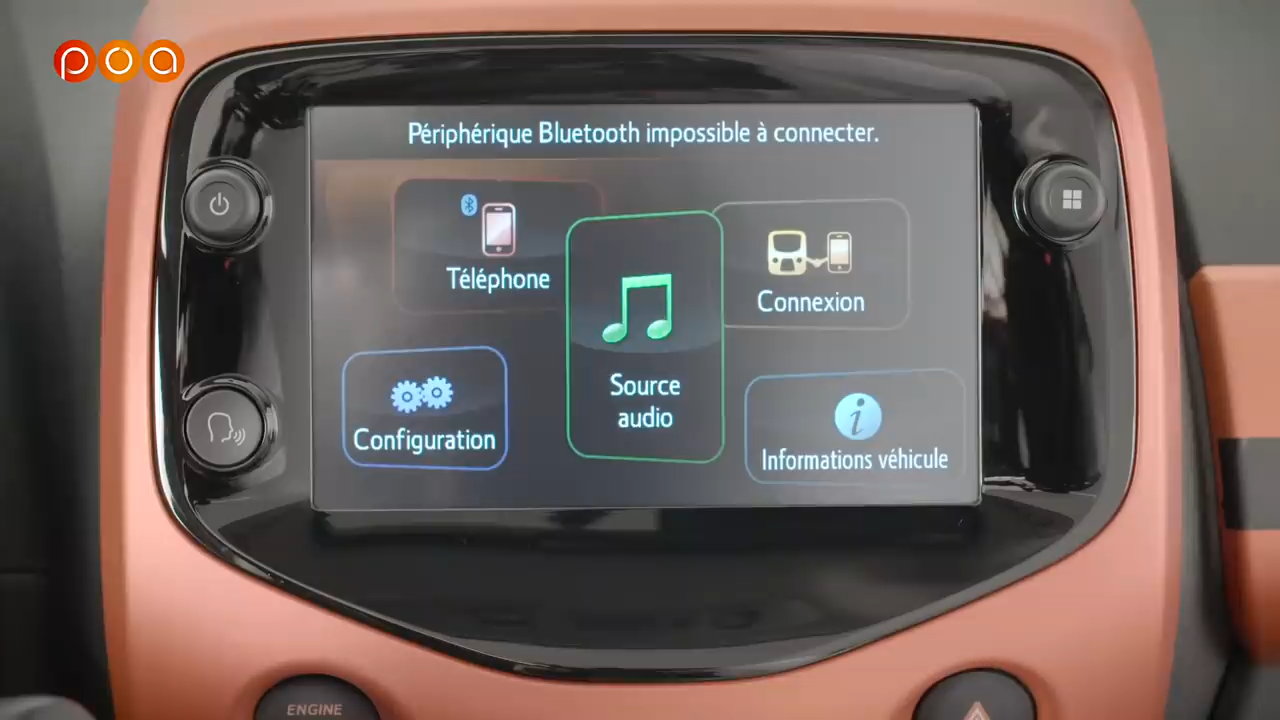 poa
Périphérique Bluetooth impossible à connecter.
Téléphone
Connexion
Source
audio
Configuration
Informations véhicule
ENGINE